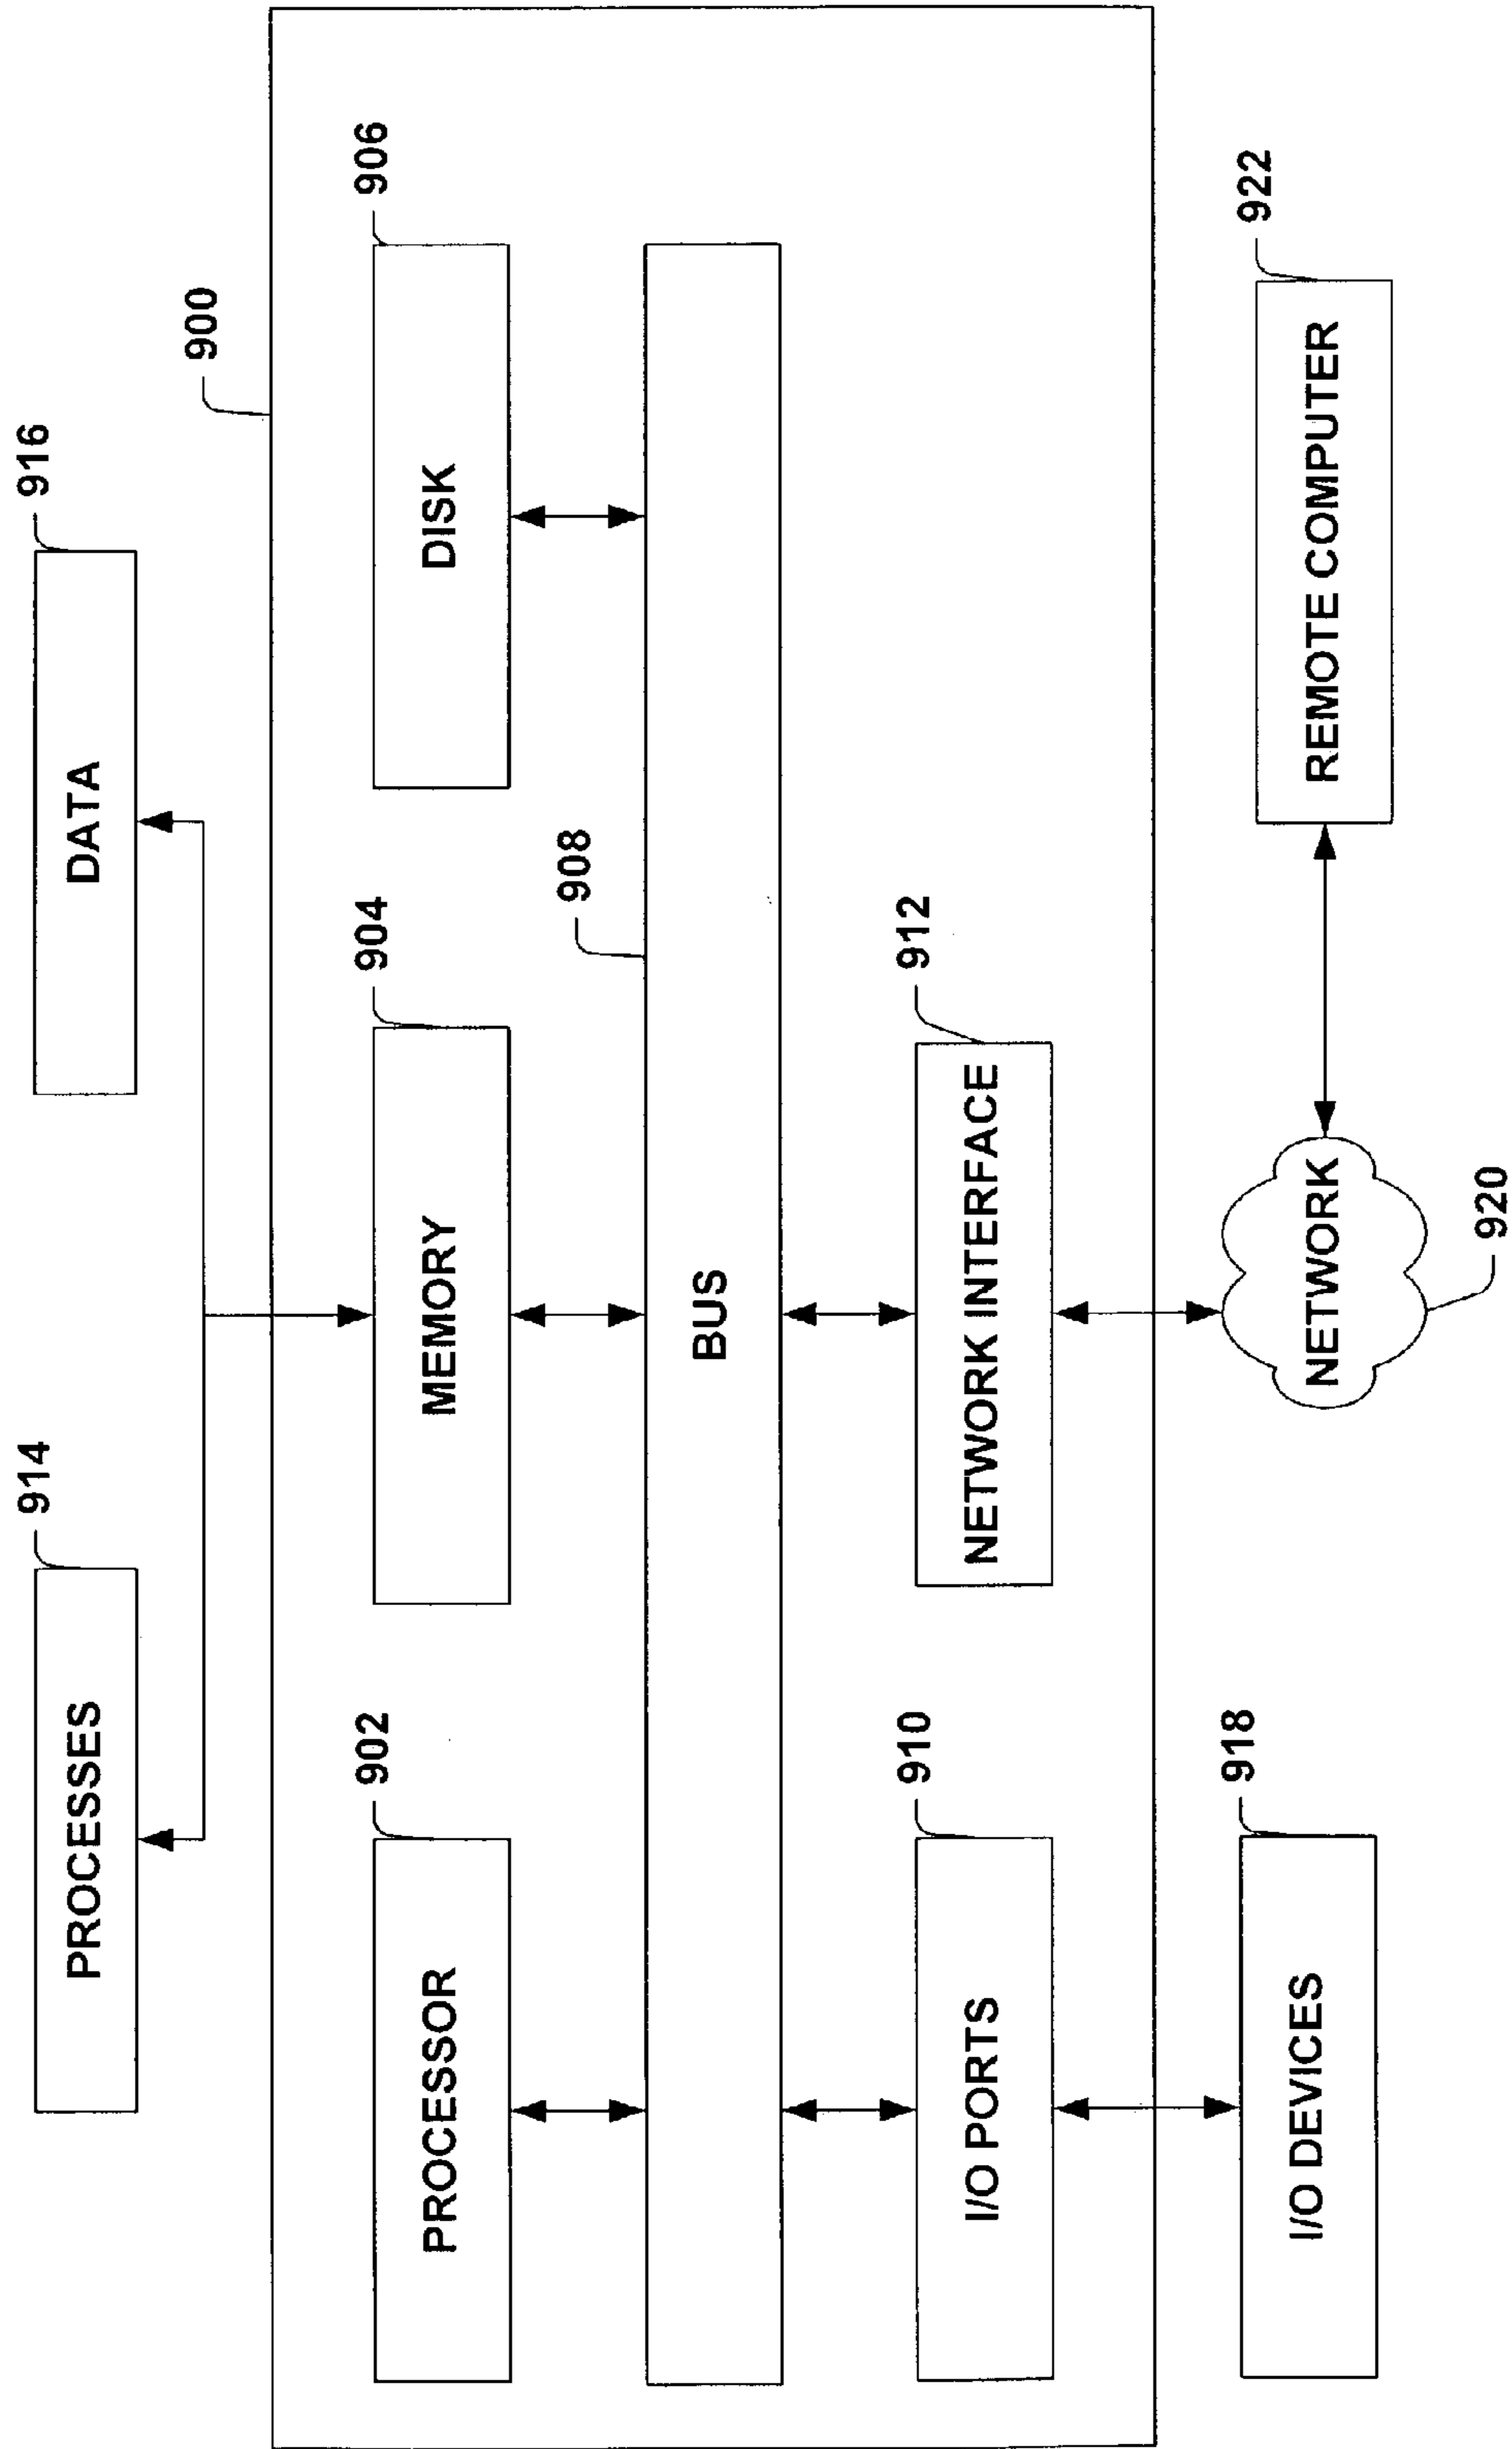 914
PROCESSES
916
DATA
900
902
PROCESSOR
904
MEMORY
906
DISK
908
BUS
910
I/O PORTS
912
NETWORK INTERFACE
918
I/O DEVICES
NETWORK
920
922
REMOTE COMPUTER